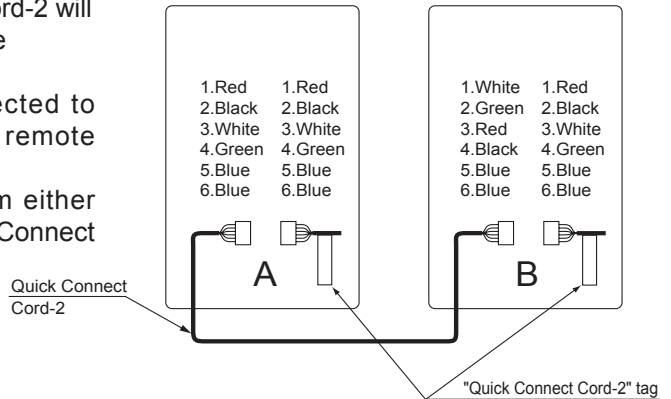 ord-2 will
e
ected to
remote
m either
Connect
1.Red 1.Red
2.Black 2.Black
3.White 3.White
4.Green 4.Green
5.Blue 5.Blue
6.Blue 6.Blue
A
1.White 1.Red
2.Green 2.Black
3.Red 3.White
4.Black 4.Green
5.Blue 5.Blue
6.Blue 6.Blue
B
Quick Connect
Cord-2
"Quick Connect Cord-2" tag